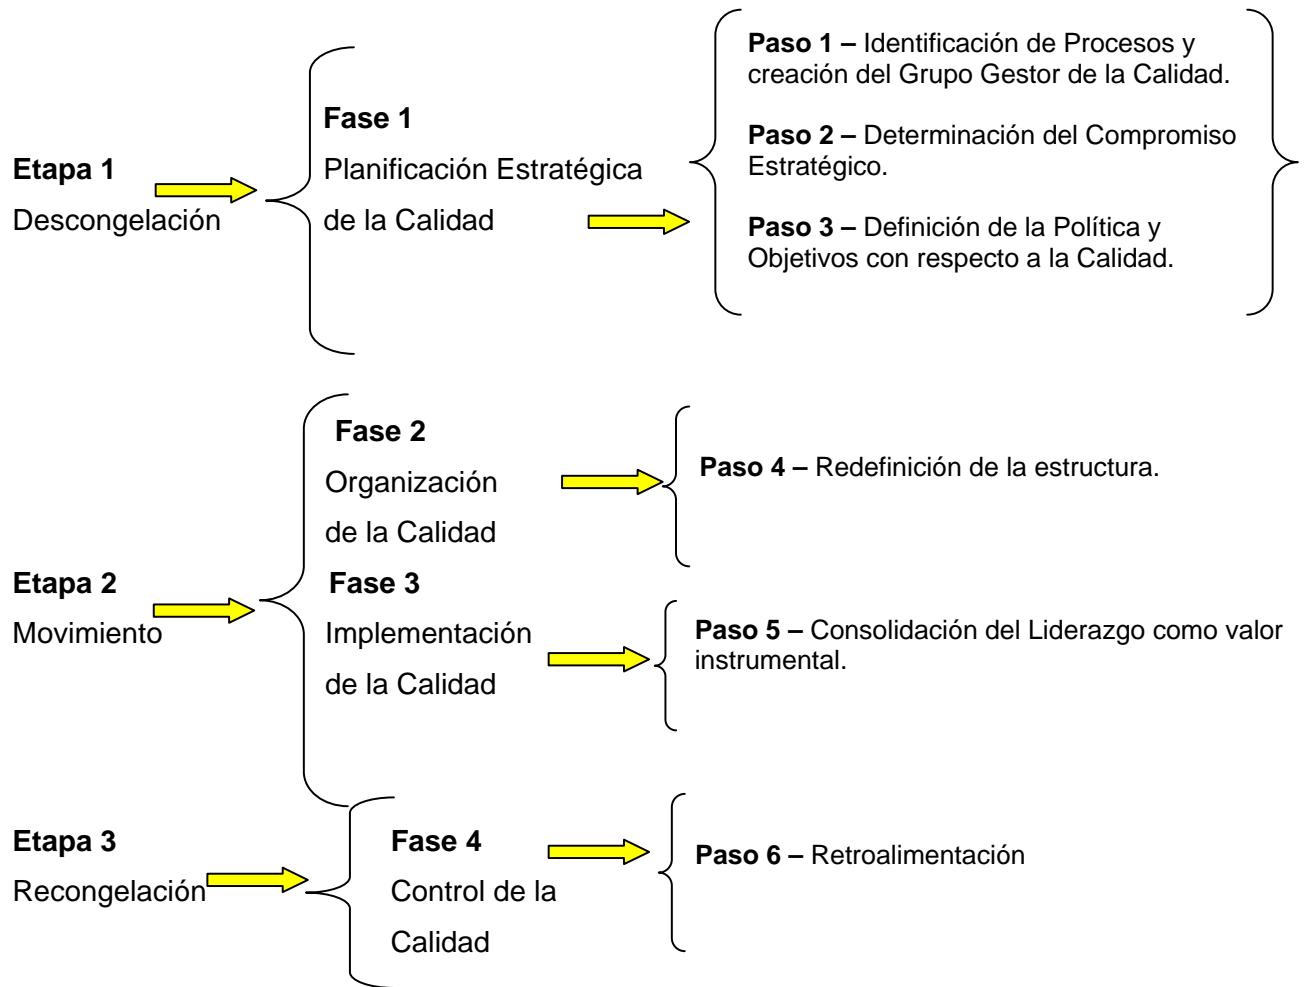 Etapa 1
Descongelación
Fase 1
Planificación Estratégica
de la Calidad
Paso 1 – Identificación de Procesos y
creación del Grupo Gestor de la Calidad.
Paso 2 – Determinación del Compromiso
Estratégico.
Paso 3 – Definición de la Política y
Objetivos con respecto a la Calidad.
Etapa 2
Movimiento
Fase 2
Organización
de la Calidad
Paso 4 – Redefinición de la estructura.
Fase 3
Implementación
de la Calidad
Paso 5 – Consolidación del Liderazgo como valor
instrumental.
Etapa 3
Recongelación
Fase 4
Control de la
Calidad
Paso 6 – Retroalimentación